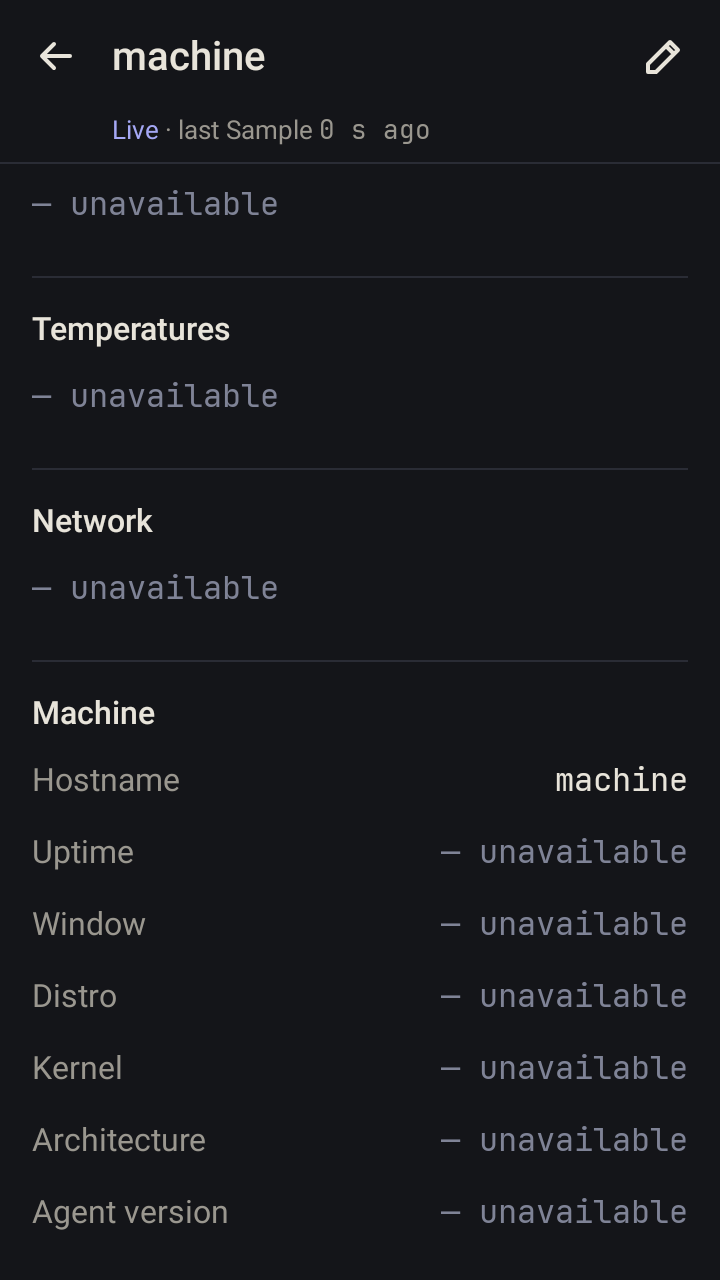 machine
Live · last Sample 0 s ago
— unavailable
Temperatures
— unavailable
Network
— unavailable
Machine
Hostname machine
Uptime — unavailable
Window — unavailable
Distro — unavailable
Kernel — unavailable
Architecture — unavailable
Agent version — unavailable